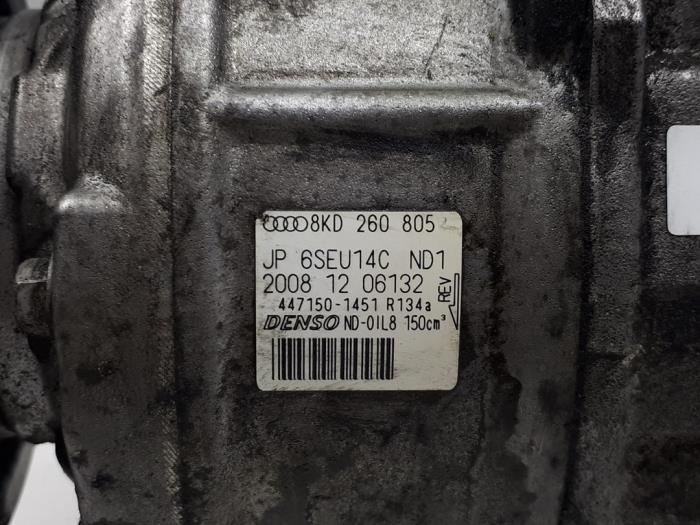 8KD 260 805
JP 6SEU14C ND1
2008 12 06132
REV
447150-1451 R134a
DENSO ND-OIL8 150cm³